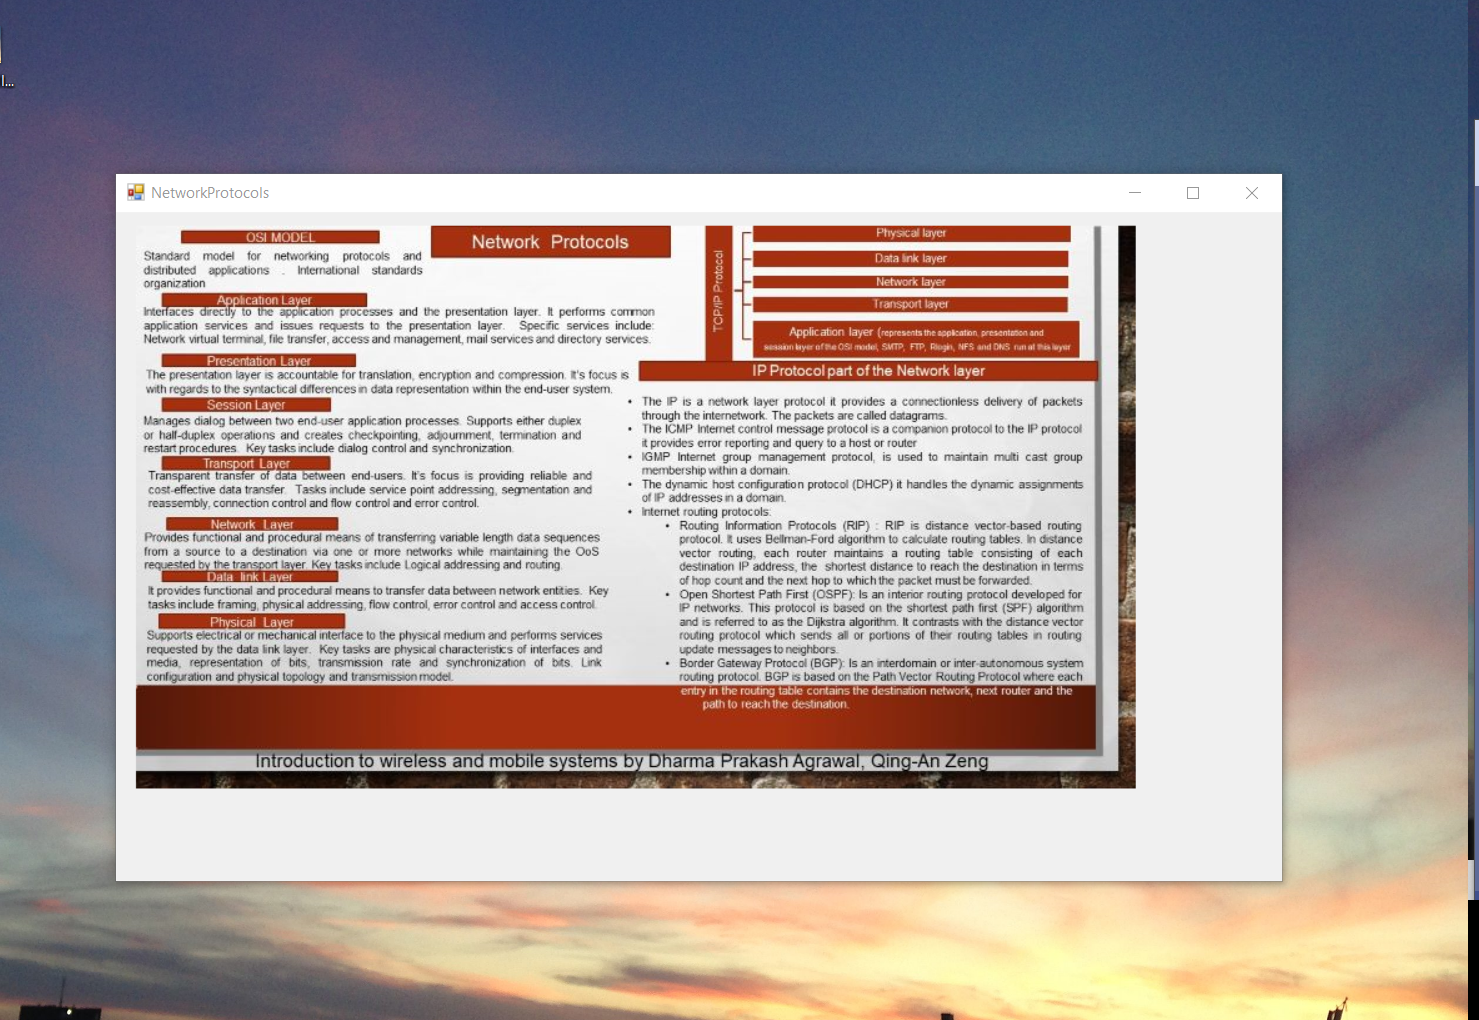 l...
NetworkProtocols
OSI MODEL
Standard model for networking protocols and
distributed applications . International standards
organization
Network Protocols
Application Layer
Interfaces directly to the application processes and the presentation layer. It performs common
application services and issues requests to the presentation layer. Specific services include:
Network virtual terminal, file transfer, access and management, mail services and directory services.
Presentation Layer
The presentation layer is accountable for translation, encryption and compression. It's focus is
with regards to the syntactical differences in data representation within the end-user system.
Session Layer
Manages dialog between two end-user application processes. Supports either duplex
or half-duplex operations and creates checkpointing, adjournment, termination and
restart procedures. Key tasks include dialog control and synchronization.
Transport Layer
Transparent transfer of data between end-users. It's focus is providing reliable and
cost-effective data transfer. Tasks include service point addressing, segmentation and
reassembly, connection control and flow control and error control.
Network Layer
Provides functional and procedural means of transferring variable length data sequences
from a source to a destination via one or more networks while maintaining the OoS
requested by the transport layer. Key tasks include Logical addressing and routing.
Data link Layer
It provides functional and procedural means to transfer data between network entities. Key
tasks include framing, physical addressing, flow control, error control and access control.
Physical Layer
Supports electrical or mechanical interface to the physical medium and performs services
requested by the data link layer. Key tasks are physical characteristics of interfaces and
media, representation of bits, transmission rate and synchronization of bits. Link
configuration and physical topology and transmission model.
TCP/IP Protocol
Physical layer
Data link layer
Network layer
Transport layer
Application layer (represents the application, presentation and
session layer of the OSI model, SMTP, FTP, Rlogin, NFS and DNS run at this layer
IP Protocol part of the Network layer
• The IP is a network layer protocol it provides a connectionless delivery of packets
through the internetwork. The packets are called datagrams.
• The ICMP Internet control message protocol is a companion protocol to the IP protocol
it provides error reporting and query to a host or router
• IGMP Internet group management protocol, is used to maintain multi cast group
membership within a domain.
• The dynamic host configuration protocol (DHCP) it handles the dynamic assignments
of IP addresses in a domain.
• Internet routing protocols:
• Routing Information Protocols (RIP) : RIP is distance vector-based routing
protocol. It uses Bellman-Ford algorithm to calculate routing tables. In distance
vector routing, each router maintains a routing table consisting of each
destination IP address, the shortest distance to reach the destination in terms
of hop count and the next hop to which the packet must be forwarded.
• Open Shortest Path First (OSPF): Is an interior routing protocol developed for
IP networks. This protocol is based on the shortest path first (SPF) algorithm
and is referred to as the Dijkstra algorithm. It contrasts with the distance vector
routing protocol which sends all or portions of their routing tables in routing
update messages to neighbors.
• Border Gateway Protocol (BGP): Is an interdomain or inter-autonomous system
routing protocol. BGP is based on the Path Vector Routing Protocol where each
entry in the routing table contains the destination network, next router and the
path to reach the destination.
Introduction to wireless and mobile systems by Dharma Prakash Agrawal, Qing-An Zeng